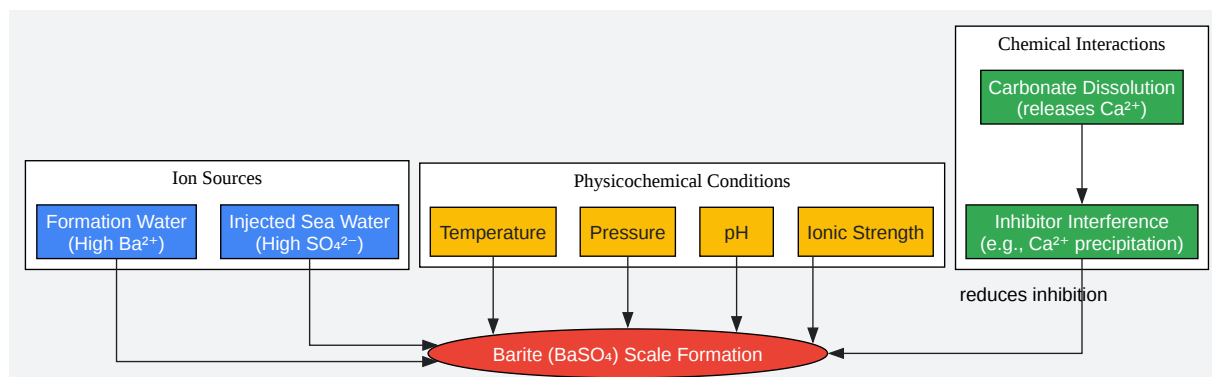 Chemical Interactions
Carbonate Dissolution
(releases Ca²⁺)
Ion Sources
Formation Water
(High Ba²⁺)
Injected Sea Water
(High SO₄²⁻)
Physicochemical Conditions
Temperature
Pressure
pH
Ionic Strength
Inhibitor Interference
(e.g., Ca²⁺ precipitation)
reduces inhibition
Barite (BaSO₄) Scale Formation